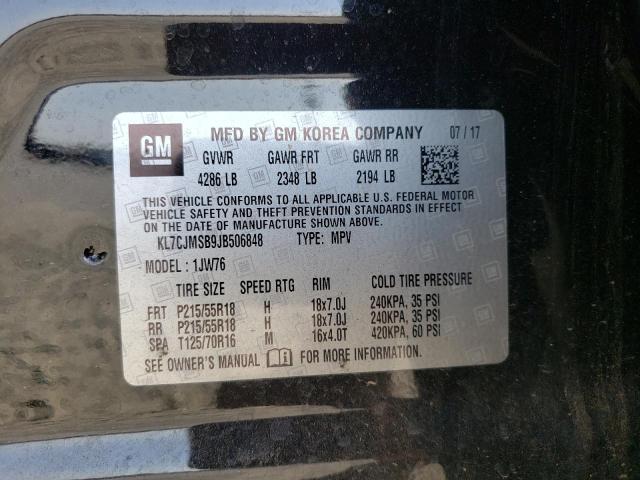 GM MFD BY GM KOREA COMPANY 07/17
GVWR GAWR FRT GAWR RR
4286 LB 2348 LB 2194 LB
THIS VEHICLE CONFORMS TO ALL APPLICABLE U.S. FEDERAL MOTOR
VEHICLE SAFETY AND THEFT PREVENTION STANDARDS IN EFFECT ON
THE DATE OF MANUFACTURE SHOWN ABOVE.
KL7CJMSB9JB506848 TYPE: MPV
MODEL: 1JW76
TIRE SIZE SPEED RTG RIM COLD TIRE PRESSURE
FRT P215/55R18 H 18x7.0J 240KPA, 35 PSI
RR P215/55R18 H 18x7.0J 240KPA, 35 PSI
SPA T125/70R16 M 16x4.0T 420KPA, 60 PSI
SEE OWNER'S MANUAL FOR MORE INFORMATION.